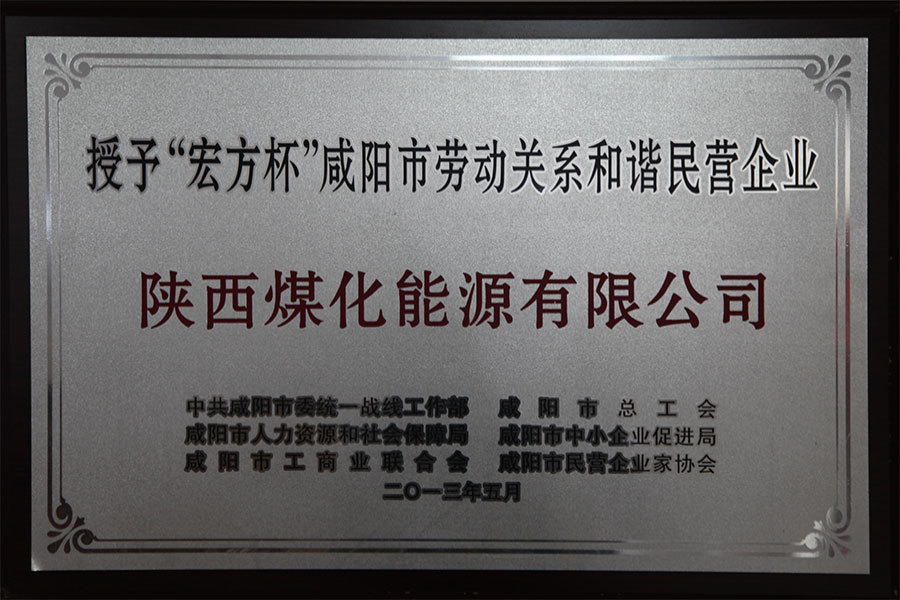 授予“宏方杯”咸阳市劳动关系和谐民营企业
陕西煤化能源有限公司
中共咸阳市委统一战线工作部 咸阳市总工会
咸阳市人力资源和社会保障局 咸阳市中小企业促进局
咸阳市工商业联合会 咸阳市民营企业家协会
二〇一三年五月